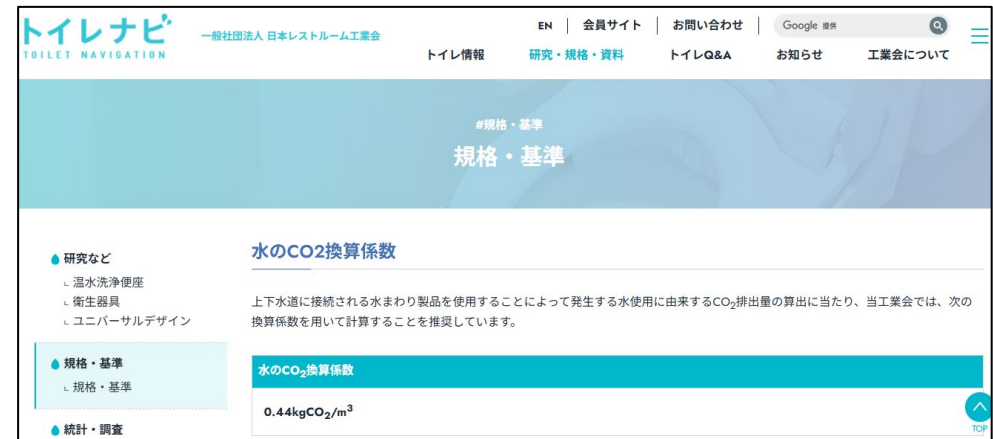 トイレナビ
TOILET NAVIGATION
一般社団法人 日本レストルーム工業会
EN
会員サイト
お問い合わせ
Google 提供
トイレ情報
研究・規格・資料
トイレQ&A
お知らせ
工業会について
#規格・基準
規格・基準
研究など
温水洗浄便座
衛生器具
ユニバーサルデザイン
規格・基準
規格・基準
統計・調査
水のCO2換算係数
上下水道に接続される水まわり製品を使用することによって発生する水使用に由来するCO₂排出量の算出に当たり、当工業会では、次の
換算係数を用いて計算することを推奨しています。
水のCO₂換算係数
0.44kgCO₂/m³
TOP